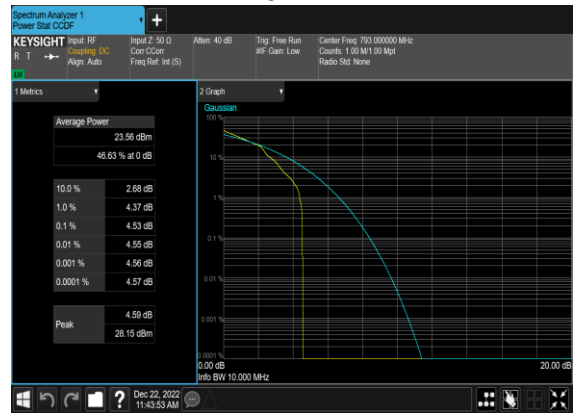 Spectrum Analyzer 1
Power Stat CCDF
+
KEYSIGHT
R T
LXI
Input: RF
Coupling: DC
Align: Auto
Input Z: 50 Ω
Corr CCorr
Freq Ref: Int (S)
Atten: 40 dB
Trig: Free Run
#IF Gain: Low
Center Freq: 793.000000 MHz
Counts: 1.00 M/1.00 Mpt
Radio Std: None
1 Metrics
Average Power
23.56 dBm
46.63 % at 0 dB
10.0 % 2.68 dB
1.0 % 4.37 dB
0.1 % 4.53 dB
0.01 % 4.55 dB
0.001 % 4.56 dB
0.0001 % 4.57 dB
Peak
4.59 dB
28.15 dBm
2 Graph
Gaussian
100 %
10 %
1 %
0.1 %
0.01 %
0.001 %
0.0001 %
0.00 dB 20.00 dB
Info BW 10.000 MHz
?
Dec 22, 2022
11:43:53 AM